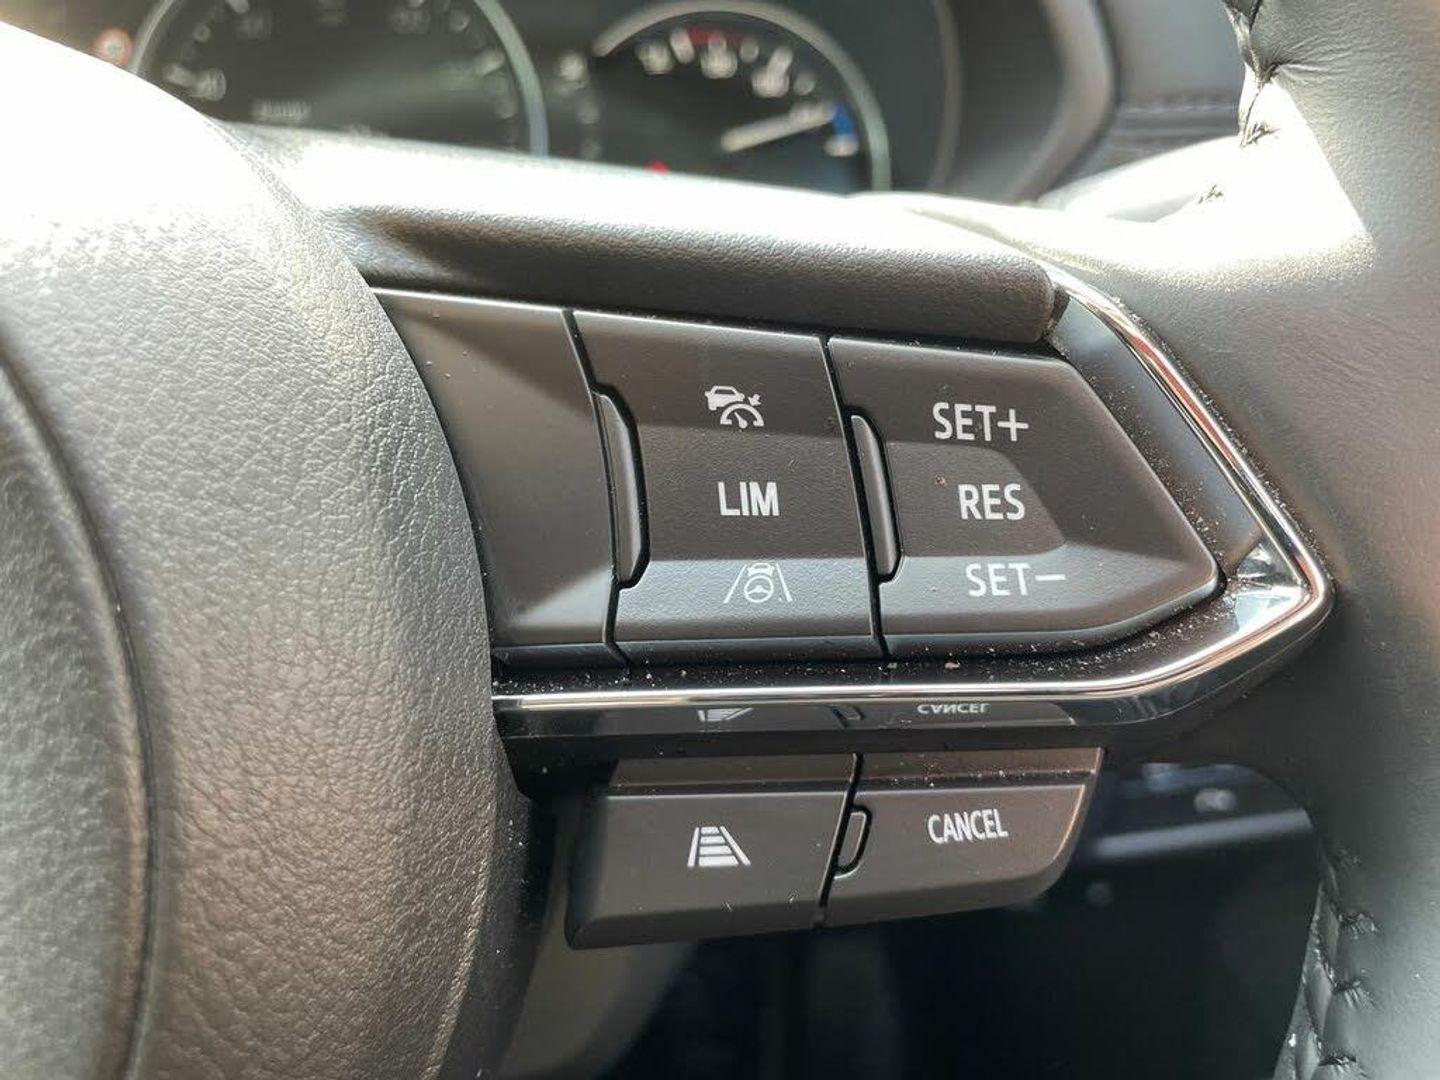 SET+
LIM
RES
SET-
CANCEL